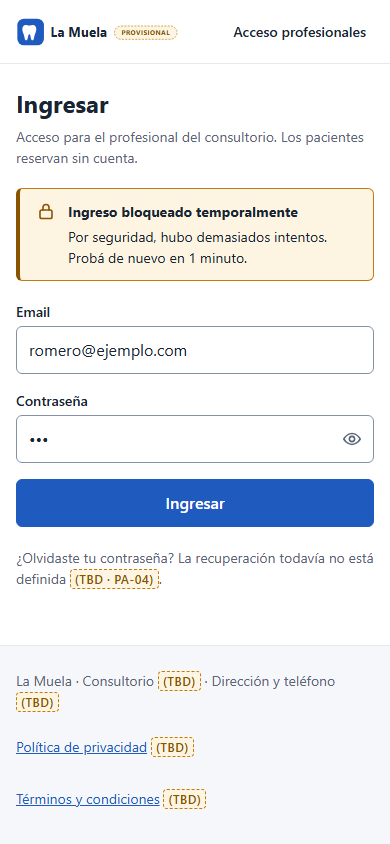 La Muela PROVISIONAL Acceso profesionales
Ingresar
Acceso para el profesional del consultorio. Los pacientes
reservan sin cuenta.
Ingreso bloqueado temporalmente
Por seguridad, hubo demasiados intentos.
Probá de nuevo en 1 minuto.
Email
romero@ejemplo.com
Contraseña
•••
Ingresar
¿Olvidaste tu contraseña? La recuperación todavía no está
definida (TBD · PA-04).
La Muela · Consultorio (TBD) · Dirección y teléfono
(TBD)
Política de privacidad (TBD)
Términos y condiciones (TBD)